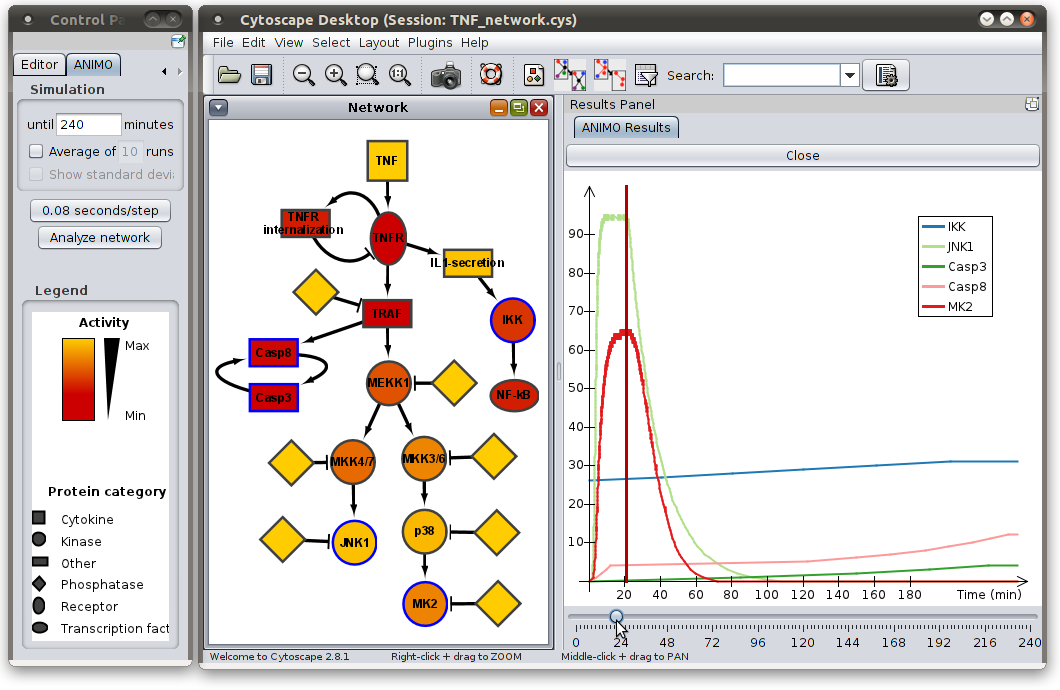 Control Pa
Editor
ANIMO
Simulation
until 240 minutes
Average of 10 runs
Show standard devia
0.08 seconds/step
Analyze network
Legend
Activity
Max
Min
Protein category
Cytokine
Kinase
Other
Phosphatase
Receptor
Transcription fact
Cytoscape Desktop (Session: TNF_network.cys)
File Edit View Select Layout Plugins Help
Search:
Network
TNF
TNFR
internalization
TNFR
IL1-secretion
TRAF
IKK
Casp8
MEKK1
Casp3
NF-kB
MKK4/7
MKK3/6
JNK1
p38
MK2
Results Panel
ANIMO Results
Close
IKK
JNK1
Casp3
Casp8
MK2
90
80
70
60
50
40
30
20
10
20 40 60 80 100 120 140 160 180 Time (min)
0 24 48 72 96 120 144 168 192 216 240
Welcome to Cytoscape 2.8.1 Right-click + drag to ZOOM Middle-click + drag to PAN